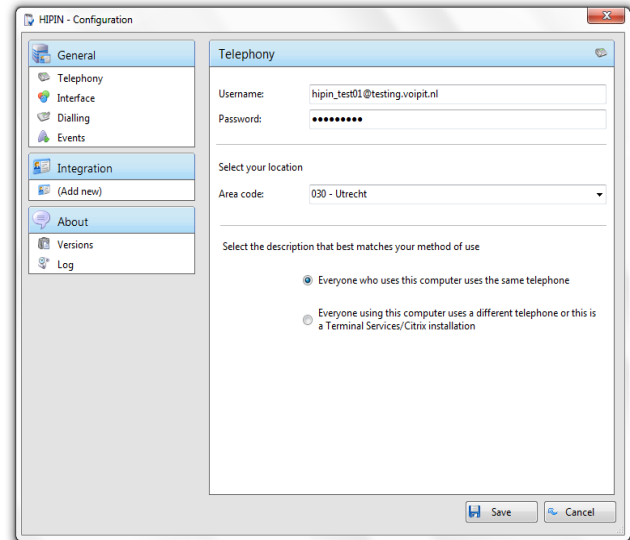 HIPIN - Configuration
General
Telephony
Interface
Dialling
Events
Integration
(Add new)
About
Versions
Log
Telephony
Username: hipin_test01@testing.voipit.nl
Password: •••••••••
Select your location
Area code: 030 - Utrecht
Select the description that best matches your method of use
Everyone who uses this computer uses the same telephone
Everyone using this computer uses a different telephone or this is
a Terminal Services/Citrix installation
Save Cancel